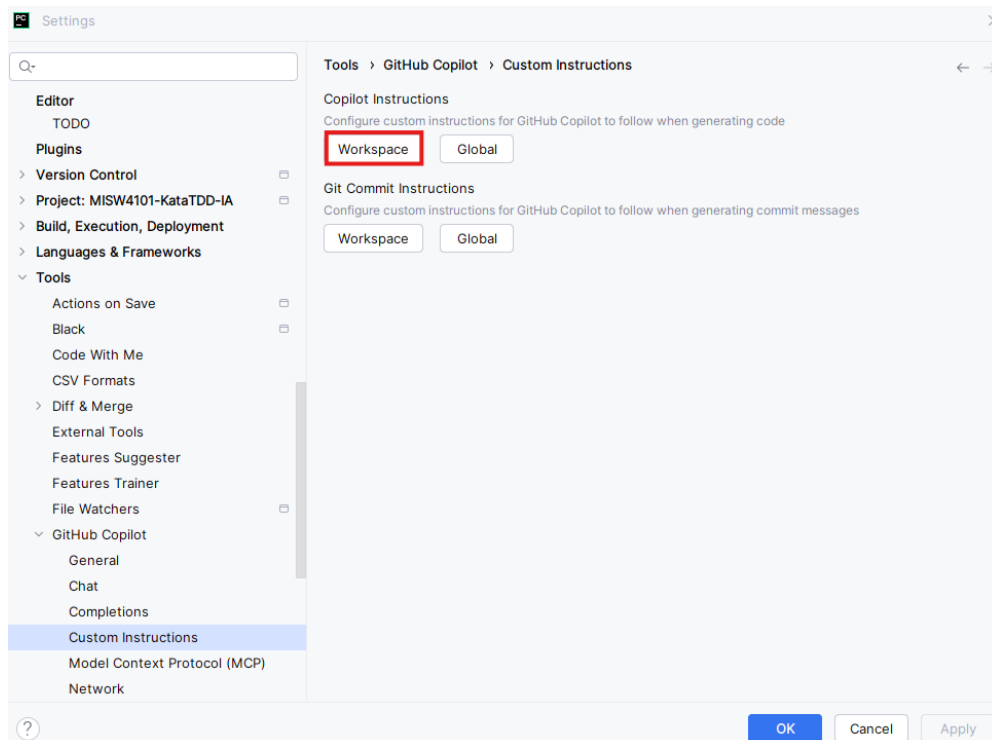 PC Settings
Editor
TODO
Plugins
Version Control
Project: MISW4101-KataTDD-IA
Build, Execution, Deployment
Languages & Frameworks
Tools
Actions on Save
Black
Code With Me
CSV Formats
Diff & Merge
External Tools
Features Suggester
Features Trainer
File Watchers
GitHub Copilot
General
Chat
Completions
Custom Instructions
Model Context Protocol (MCP)
Network
Tools › GitHub Copilot › Custom Instructions
Copilot Instructions
Configure custom instructions for GitHub Copilot to follow when generating code
Workspace Global
Git Commit Instructions
Configure custom instructions for GitHub Copilot to follow when generating commit messages
Workspace Global
? OK Cancel Apply